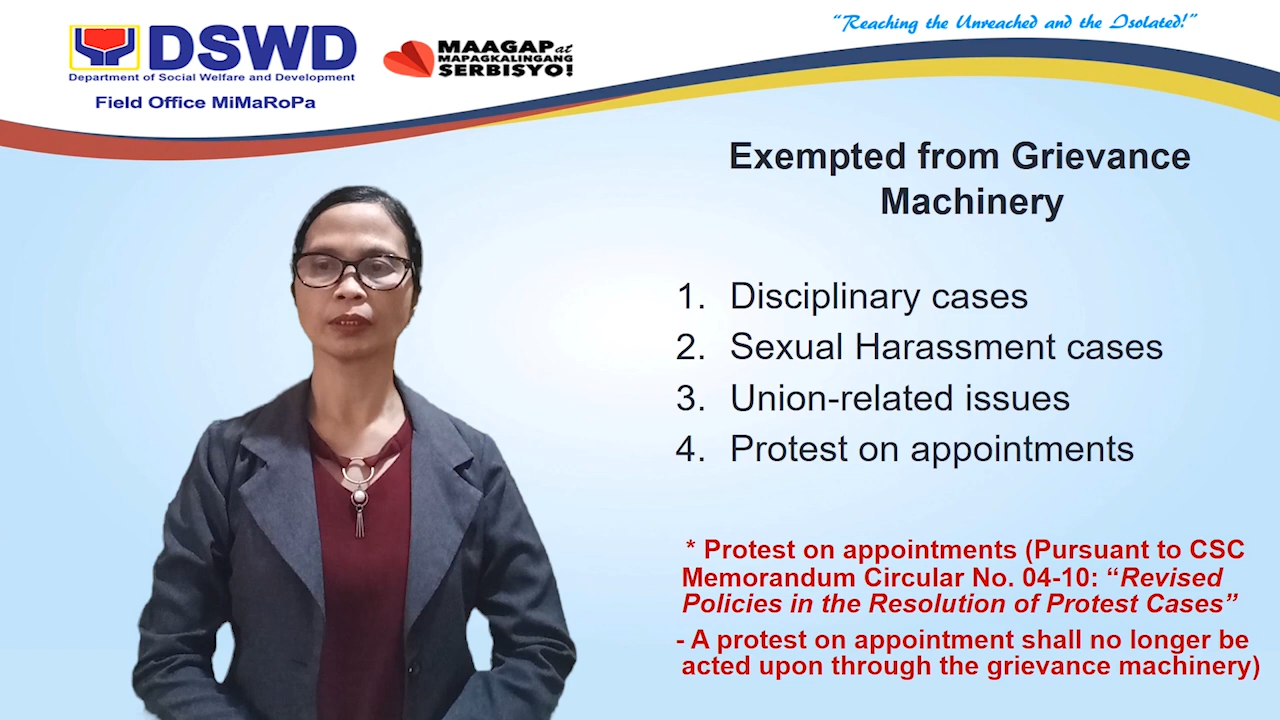 "Reaching the Unreached and the Isolated!"
DSWD
Department of Social Welfare and Development
Field Office MiMaRoPa
MAAGAP at
MAPAGKALINGANG
SERBISYO!
Exempted from Grievance
Machinery
1. Disciplinary cases
2. Sexual Harassment cases
3. Union-related issues
4. Protest on appointments
* Protest on appointments (Pursuant to CSC
Memorandum Circular No. 04-10: “Revised
Policies in the Resolution of Protest Cases”
- A protest on appointment shall no longer be
acted upon through the grievance machinery)